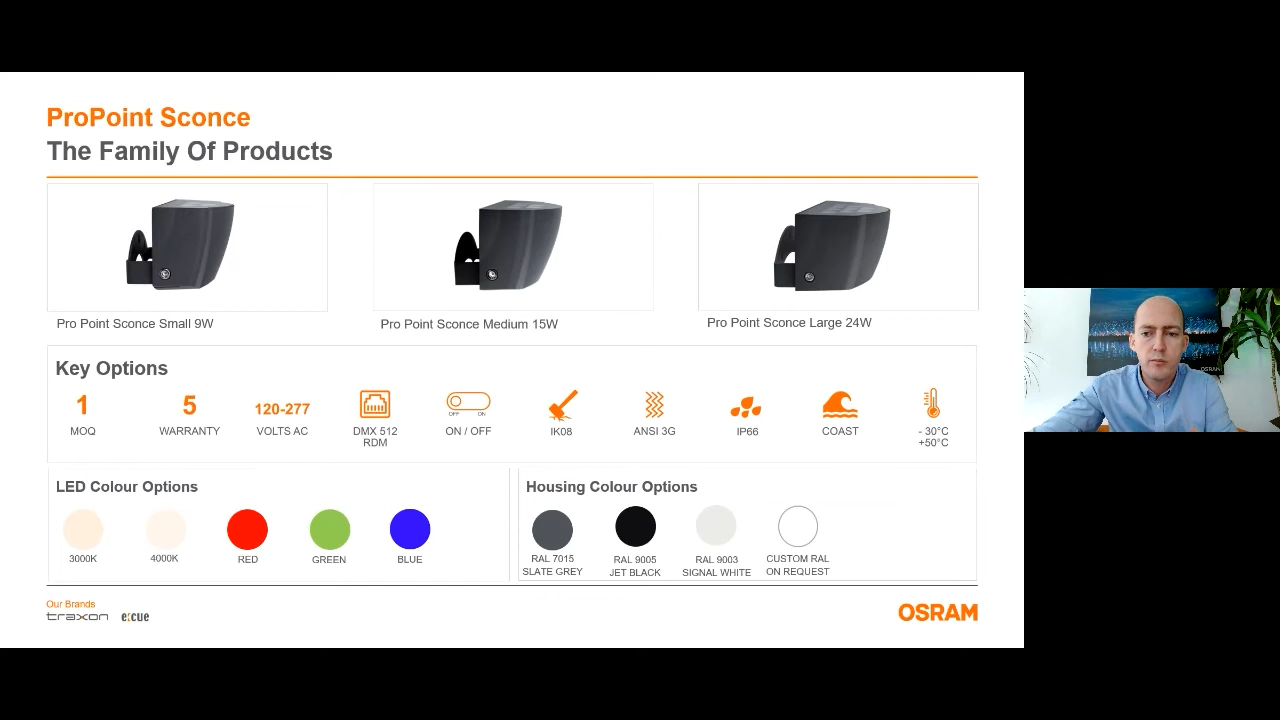 ProPoint Sconce
The Family Of Products
Pro Point Sconce Small 9W
Pro Point Sconce Medium 15W
Pro Point Sconce Large 24W
Key Options
1
MOQ
5
WARRANTY
120-277
VOLTS AC
DMX 512
RDM
OFF ON
ON / OFF
IK08
ANSI 3G
IP66
COAST
- 30°C
+50°C
LED Colour Options
3000K
4000K
RED
GREEN
BLUE
Housing Colour Options
RAL 7015
SLATE GREY
RAL 9005
JET BLACK
RAL 9003
SIGNAL WHITE
CUSTOM RAL
ON REQUEST
Our Brands
traxon e:cue
OSRAM
OSRAM